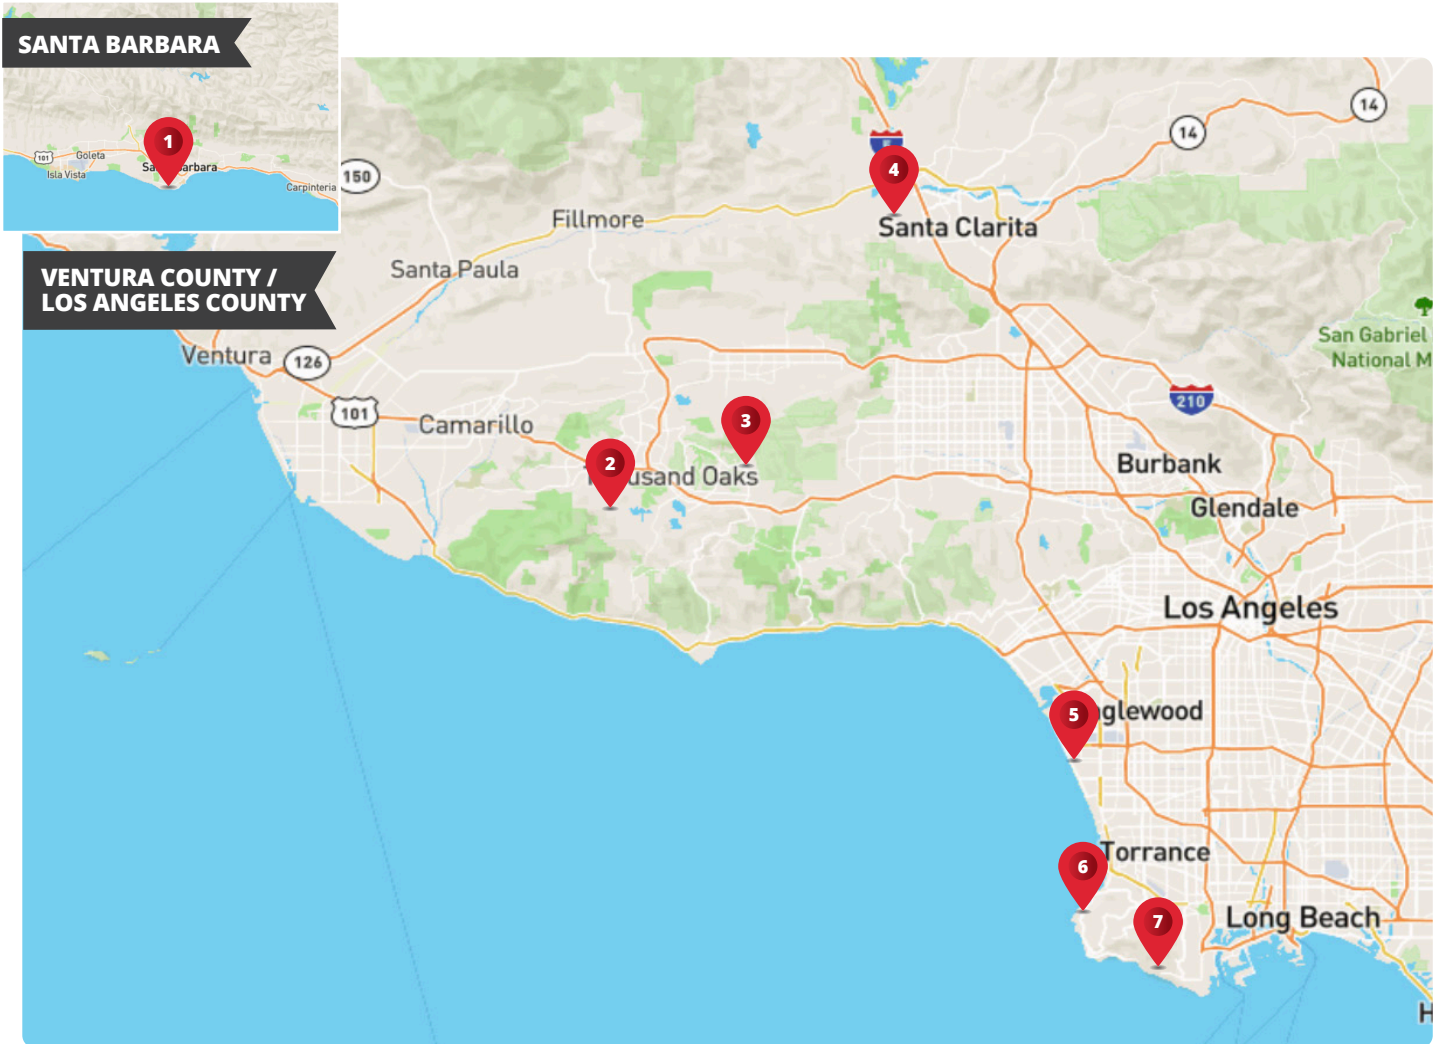 SANTA BARBARA
1
101
Goleta
Isla Vista
Carpinteria
150
14
14
4
Santa Clarita
Fillmore
Santa Paula
VENTURA COUNTY /
LOS ANGELES COUNTY
San Gabriel
National M
Ventura
126
101
Camarillo
210
3
2
usand Oaks
Burbank
Glendale
Los Angeles
5
nglewood
6
Torrance
7
Long Beach
H